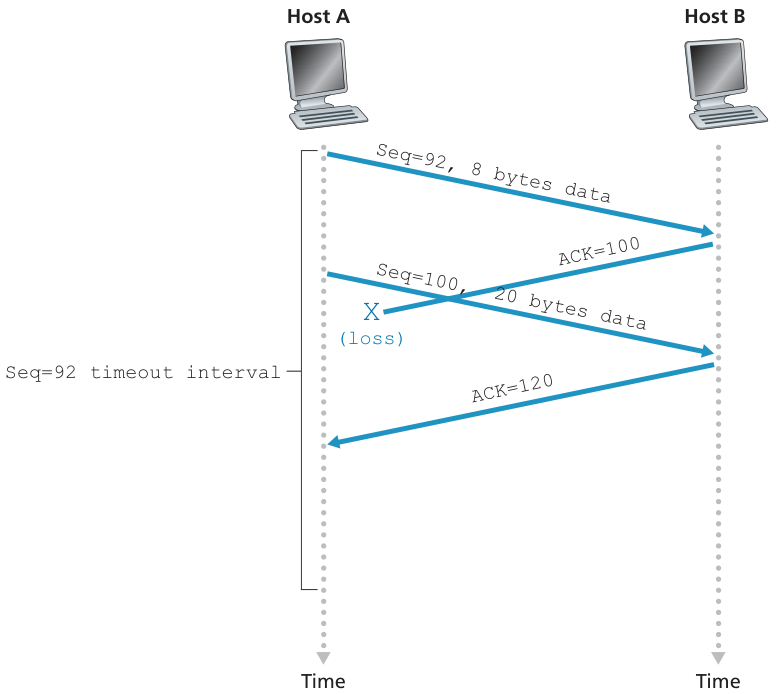 Host A
Host B
Seq=92, 8 bytes data
ACK=100
Seq=100, 20 bytes data
X
(loss)
Seq=92 timeout interval
ACK=120
Time
Time